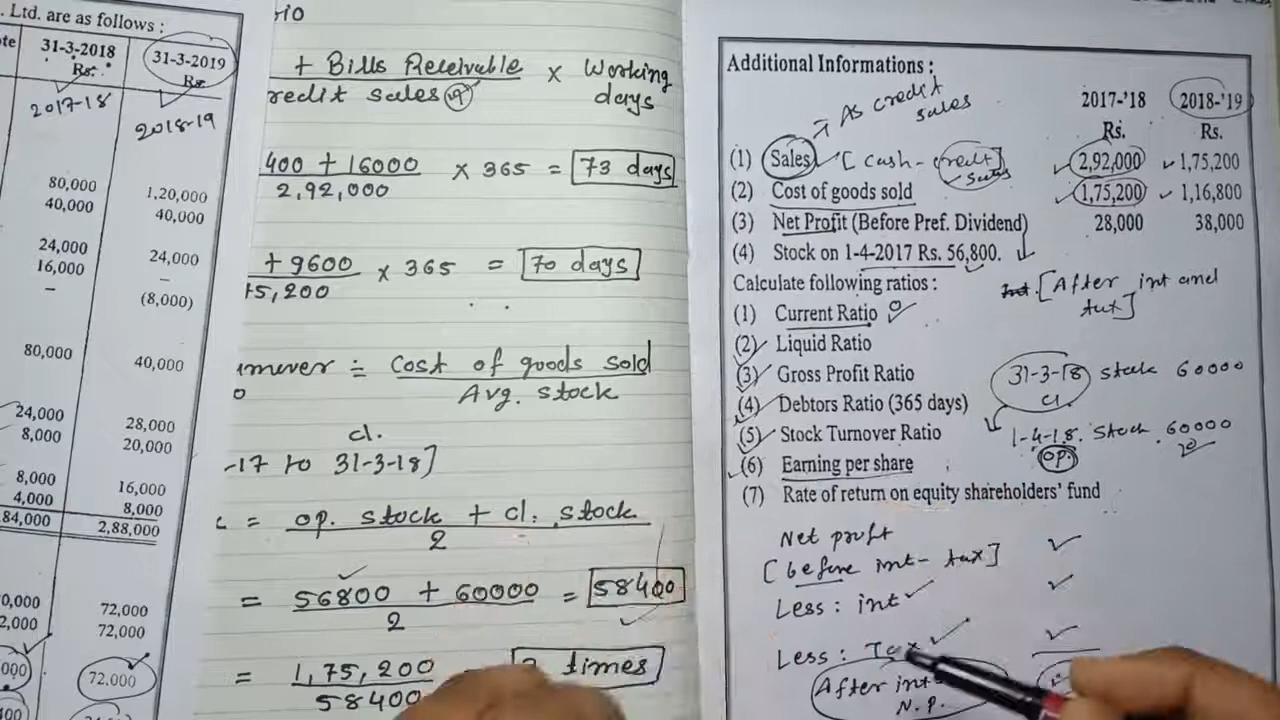 . Ltd. are as follows :
31-3-2018
31-3-2019
Rs.
Rs.
2017-18
2018-19
80,000
1,20,000
40,000
40,000
24,000
24,000
16,000
–
–
(8,000)
80,000
40,000
24,000
28,000
8,000
20,000
8,000
16,000
4,000
8,000
84,000
2,88,000
0,000
72,000
2,000
72,000
000
72.000
400
io
+ Bills Receivable × Working days
redit sales
400 + 16000 × 365 = 73 days
2,92,000
+ 9600 × 365 = 70 days
5,200
urnover = Cost of goods sold
o
Avg. stock
cl.
-17 to 31-3-18]
= op. stock + cl. stock
2
= 56800 + 60000 = 58400
2
= 1,75,200
58400
times
Additional Informations :
As credit sales
2017-'18
2018-'19
Rs.
Rs.
(1) Sales [cash - credit] sales 2,92,000 1,75,200
(2) Cost of goods sold 1,75,200 1,16,800
(3) Net Profit (Before Pref. Dividend) 28,000 38,000
(4) Stock on 1-4-2017 Rs. 56,800.
Calculate following ratios :
[After int and tax]
(1) Current Ratio
(2) Liquid Ratio
(3) Gross Profit Ratio
31-3-18 stock 60000
cl.
(4) Debtors Ratio (365 days)
(5) Stock Turnover Ratio
1-4-18. stock 60000
op.
(6) Earning per share
(7) Rate of return on equity shareholders' fund
Net profit
[before int - tax]
Less : int
Less : Tax
After int
N.P.